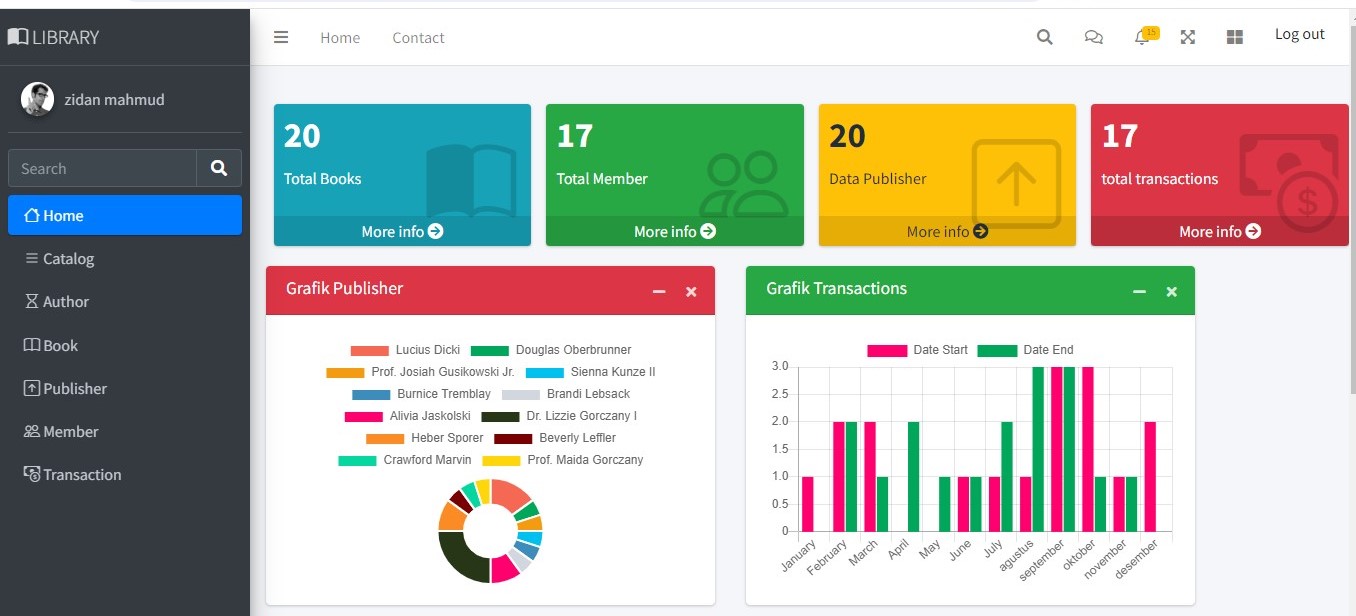 LIBRARY
Home Contact
15
Log out
zidan mahmud
Search
Home
Catalog
Author
Book
Publisher
Member
Transaction
20
Total Books
More info
17
Total Member
More info
20
Data Publisher
More info
17
total transactions
More info
Grafik Publisher
Lucius Dicki Douglas Oberbrunner
Prof. Josiah Gusikowski Jr. Sienna Kunze II
Burnice Tremblay Brandi Lebsack
Alivia Jaskolski Dr. Lizzie Gorczany I
Heber Sporer Beverly Leffler
Crawford Marvin Prof. Maida Gorczany
Grafik Transactions
Date Start Date End
3.0
2.5
2.0
1.5
1.0
0.5
0
January February March April May June July agustus september oktober november desember